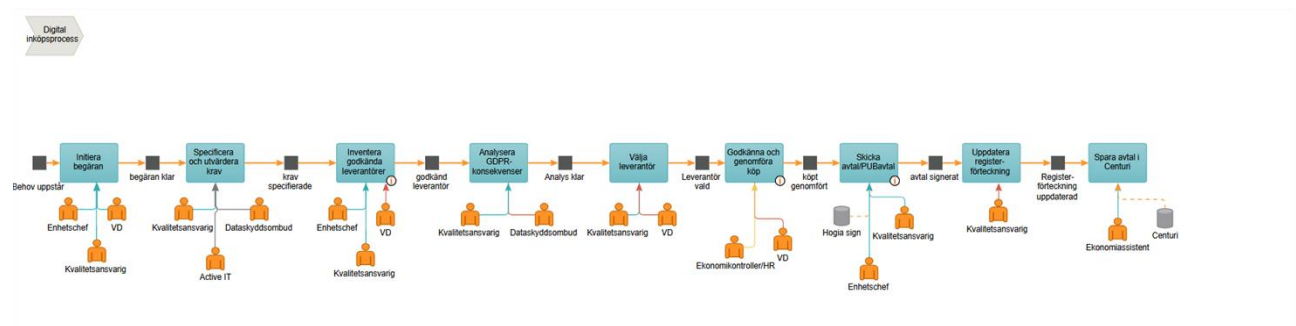 Digital
inköpsprocess
Behov uppstår
Initiera
begäran
Enhetschef
VD
Kvalitetsansvarig
begäran klar
Specificera
och utvärdera
krav
Kvalitetsansvarig
Dataskyddsombud
Active IT
krav
specifierade
Inventera
godkända
leverantörer
i
Enhetschef
VD
Kvalitetsansvarig
godkänd
leverantör
Analysera
GDPR-
konsekvenser
Kvalitetsansvarig
Dataskyddsombud
Analys klar
Välja
leverantör
Kvalitetsansvarig
VD
Leverantör
vald
Godkänna och
genomföra
köp
i
Ekonomikontroller/HR
VD
köpt
genomfört
Skicka
avtal/PUBavtal
i
Hogia sign
Kvalitetsansvarig
Enhetschef
avtal signerat
Uppdatera
register-
förteckning
Kvalitetsansvarig
Register-
förteckning
uppdaterad
Spara avtal i
Centuri
Ekonomiassistent
Centuri